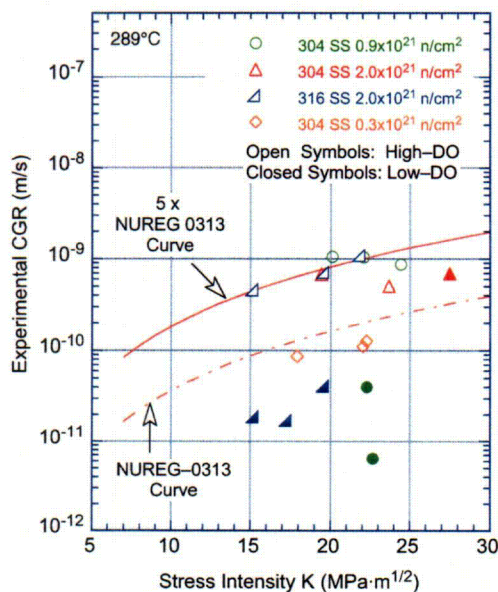 289°C
304 SS 0.9x10²¹ n/cm²
304 SS 2.0x10²¹ n/cm²
316 SS 2.0x10²¹ n/cm²
304 SS 0.3x10²¹ n/cm²
Open Symbols: High–DO
Closed Symbols: Low–DO
5 x
NUREG 0313
Curve
NUREG–0313
Curve
Experimental CGR (m/s)
10⁻⁷
10⁻⁸
10⁻⁹
10⁻¹⁰
10⁻¹¹
10⁻¹²
5 10 15 20 25 30
Stress Intensity K (MPa·m¹/²)